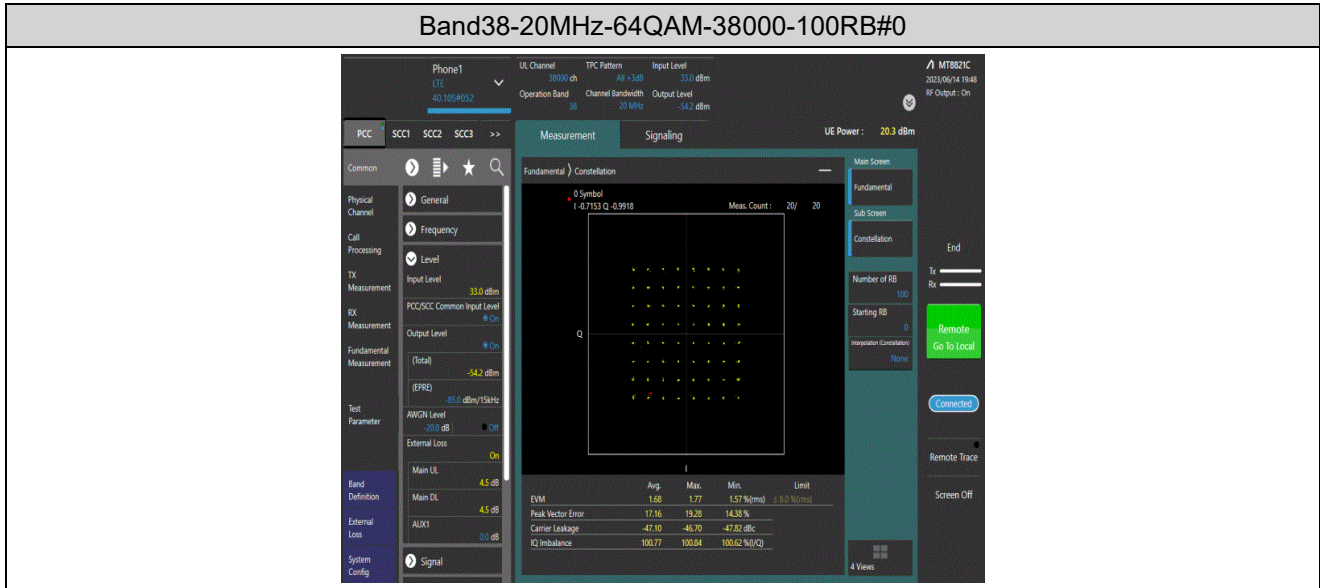 Band38-20MHz-64QAM-38000-100RB#0
Phone1
LTE
40.10S#052
UL Channel TPC Pattern Input Level
38000 ch All +3dB 33.0 dBm
Operation Band Channel Bandwidth Output Level
38 20 MHz -54.2 dBm
MT8821C
2023/06/14 19:48
RF Output : On
PCC SCC1 SCC2 SCC3 >>
Measurement Signaling
UE Power : 20.3 dBm
Common
Physical
Channel
Call
Processing
TX
Measurement
RX
Measurement
Fundamental
Measurement
Test
Parameter
Band
Definition
External
Loss
System
Config
General
Frequency
Level
Input Level
33.0 dBm
PCC/SCC Common Input Level
On
Output Level
On
(Total)
-54.2 dBm
(EPRE)
-85.0 dBm/15kHz
AWGN Level
-20.0 dB Off
External Loss
On
Main UL
4.5 dB
Main DL
4.5 dB
AUX1
0.0 dB
Signal
Fundamental 〉 Constellation
0 Symbol
I -0.7153 Q -0.9918 Meas. Count : 20/ 20
Q
I
Avg. Max. Min. Limit
EVM 1.68 1.77 1.57 %(rms) ≤ 8.0 %(rms)
Peak Vector Error 17.16 19.28 14.38 %
Carrier Leakage -47.10 -46.70 -47.82 dBc
IQ Imbalance 100.77 100.84 100.62 %(I/Q)
Main Screen
Fundamental
Sub Screen
Constellation
Number of RB
100
Starting RB
0
Interpolation (Constellation)
None
4 Views
End
Tx
Rx
Remote
Go To Local
Connected
Remote Trace
Screen Off